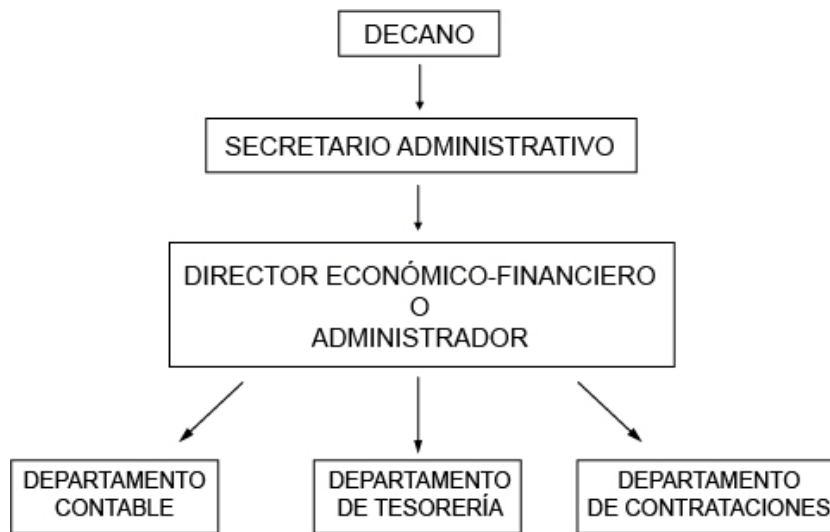 DECANO
SECRETARIO ADMINISTRATIVO
DIRECTOR ECONÓMICO-FINANCIERO
O
ADMINISTRADOR
DEPARTAMENTO
CONTABLE
DEPARTAMENTO
DE TESORERÍA
DEPARTAMENTO
DE CONTRATACIONES